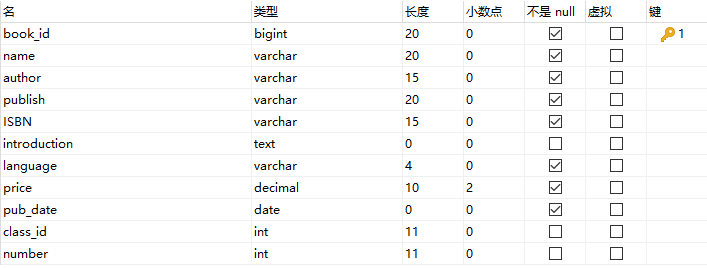 名 类型 长度 小数点 不是 null 虚拟 键
book_id bigint 20 0 1
name varchar 20 0
author varchar 15 0
publish varchar 20 0
ISBN varchar 15 0
introduction text 0 0
language varchar 4 0
price decimal 10 2
pub_date date 0 0
class_id int 11 0
number int 11 0